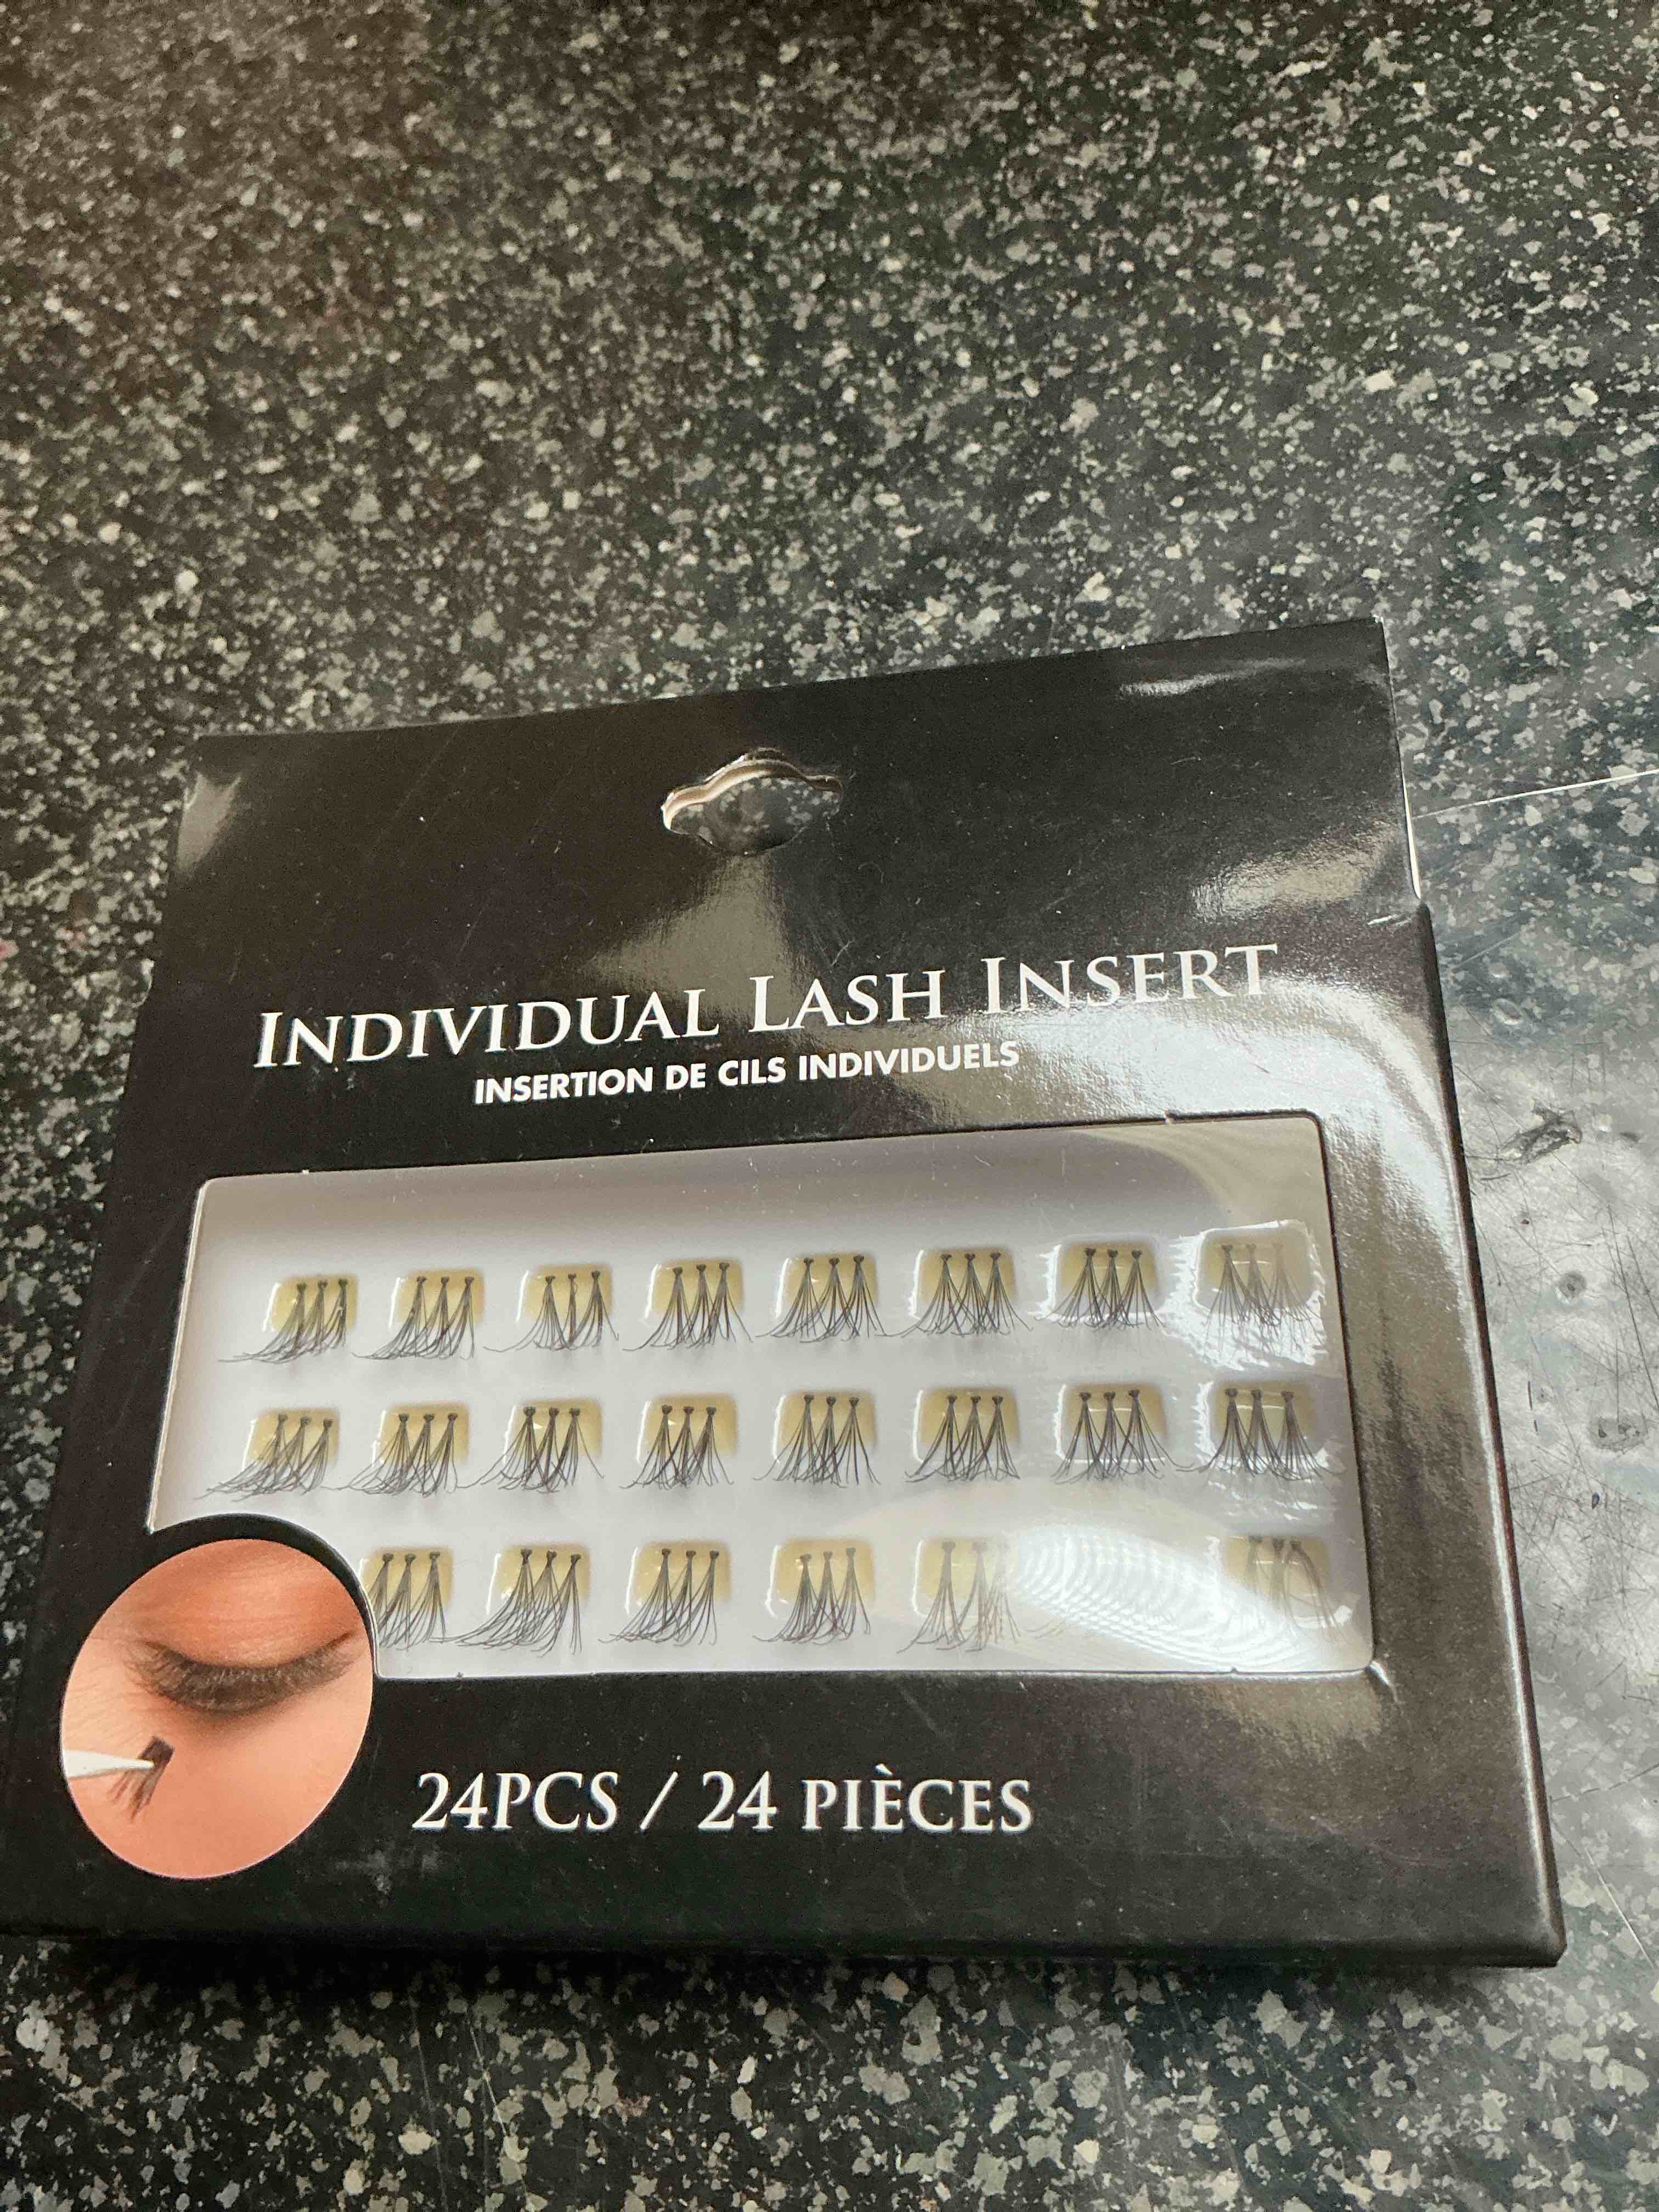 INDIVIDUAL LASH INSERT
INSERTION DE CILS INDIVIDUELS
24PCS / 24 PIÈCES